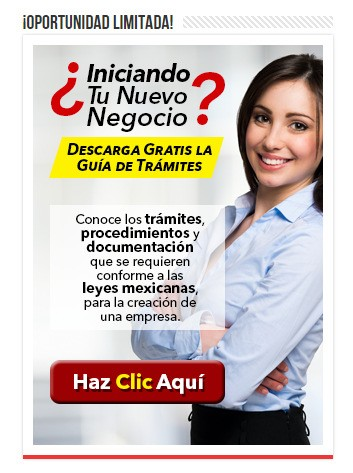 ¡OPORTUNIDAD LIMITADA!
¿Iniciando
Tu Nuevo
Negocio?
DESCARGA GRATIS LA
GUÍA DE TRÁMITES
Conoce los trámites,
procedimientos y
documentación
que se requieren
conforme a las
leyes mexicanas,
para la creación de
una empresa.
Haz Clic Aquí